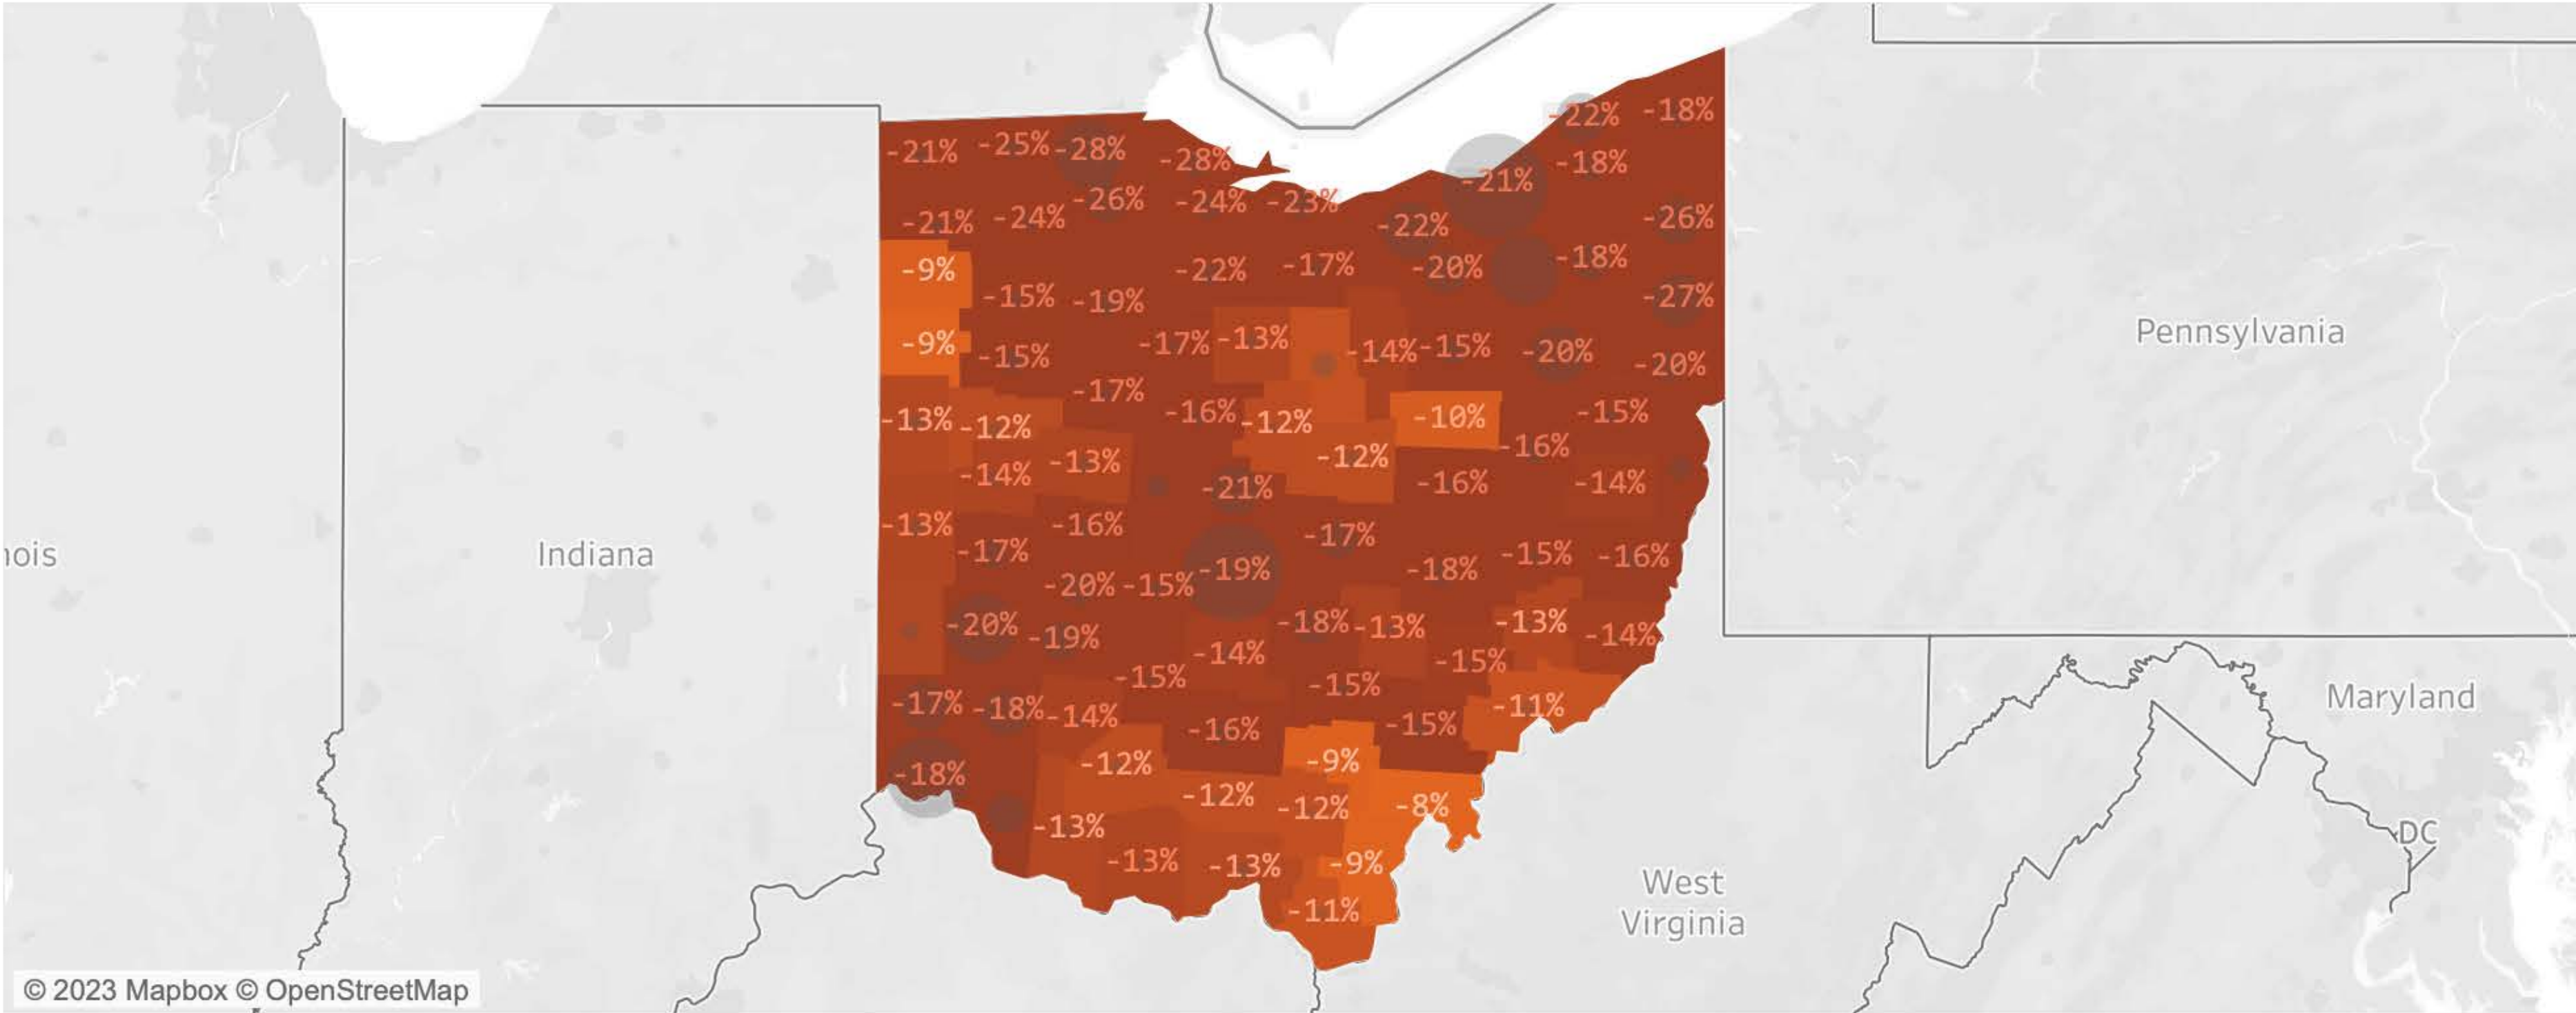 -22% -18%
-21% -25% -28% -28% -21% -18%
-21% -24% -26% -24% -23% -22% -26%
-9% -22% -17% -20% -18%
-15% -19% -27%
-9% -15% -17% -13% -14% -15% -20% -20%
-17%
-13% -12% -16% -12% -10% -15%
-14% -13% -12% -16%
-21% -16% -14%
-13% -16% -17%
-17% -18% -15% -16%
-20% -15% -19%
-20% -19% -18% -13% -13% -14%
-14% -15%
-15% -15%
-17% -18% -14% -16% -15% -11%
-18% -12% -9%
-12% -12% -8%
-13%
-13% -13% -9%
-11%
Pennsylvania
nois
Indiana
Maryland
DC
West
Virginia
© 2023 Mapbox © OpenStreetMap